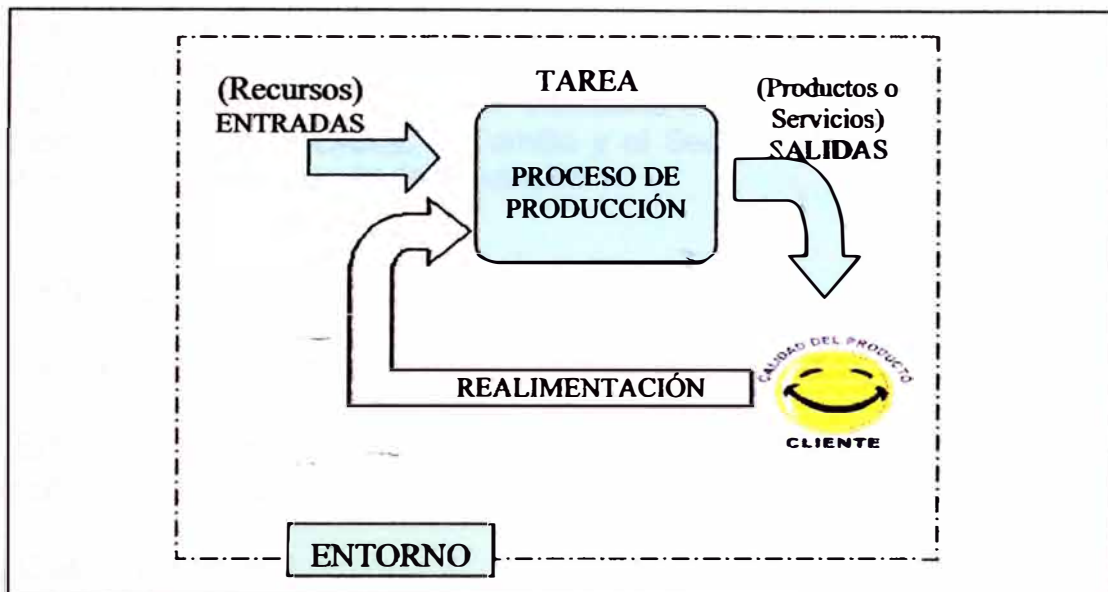 TAREA
(Recursos)
ENTRADAS
PROCESO DE
PRODUCCIÓN
(Productos o
Servicios)
SALIDAS
CALIDAD DEL PRODUCTO
CLIENTE
REALIMENTACIÓN
ENTORNO